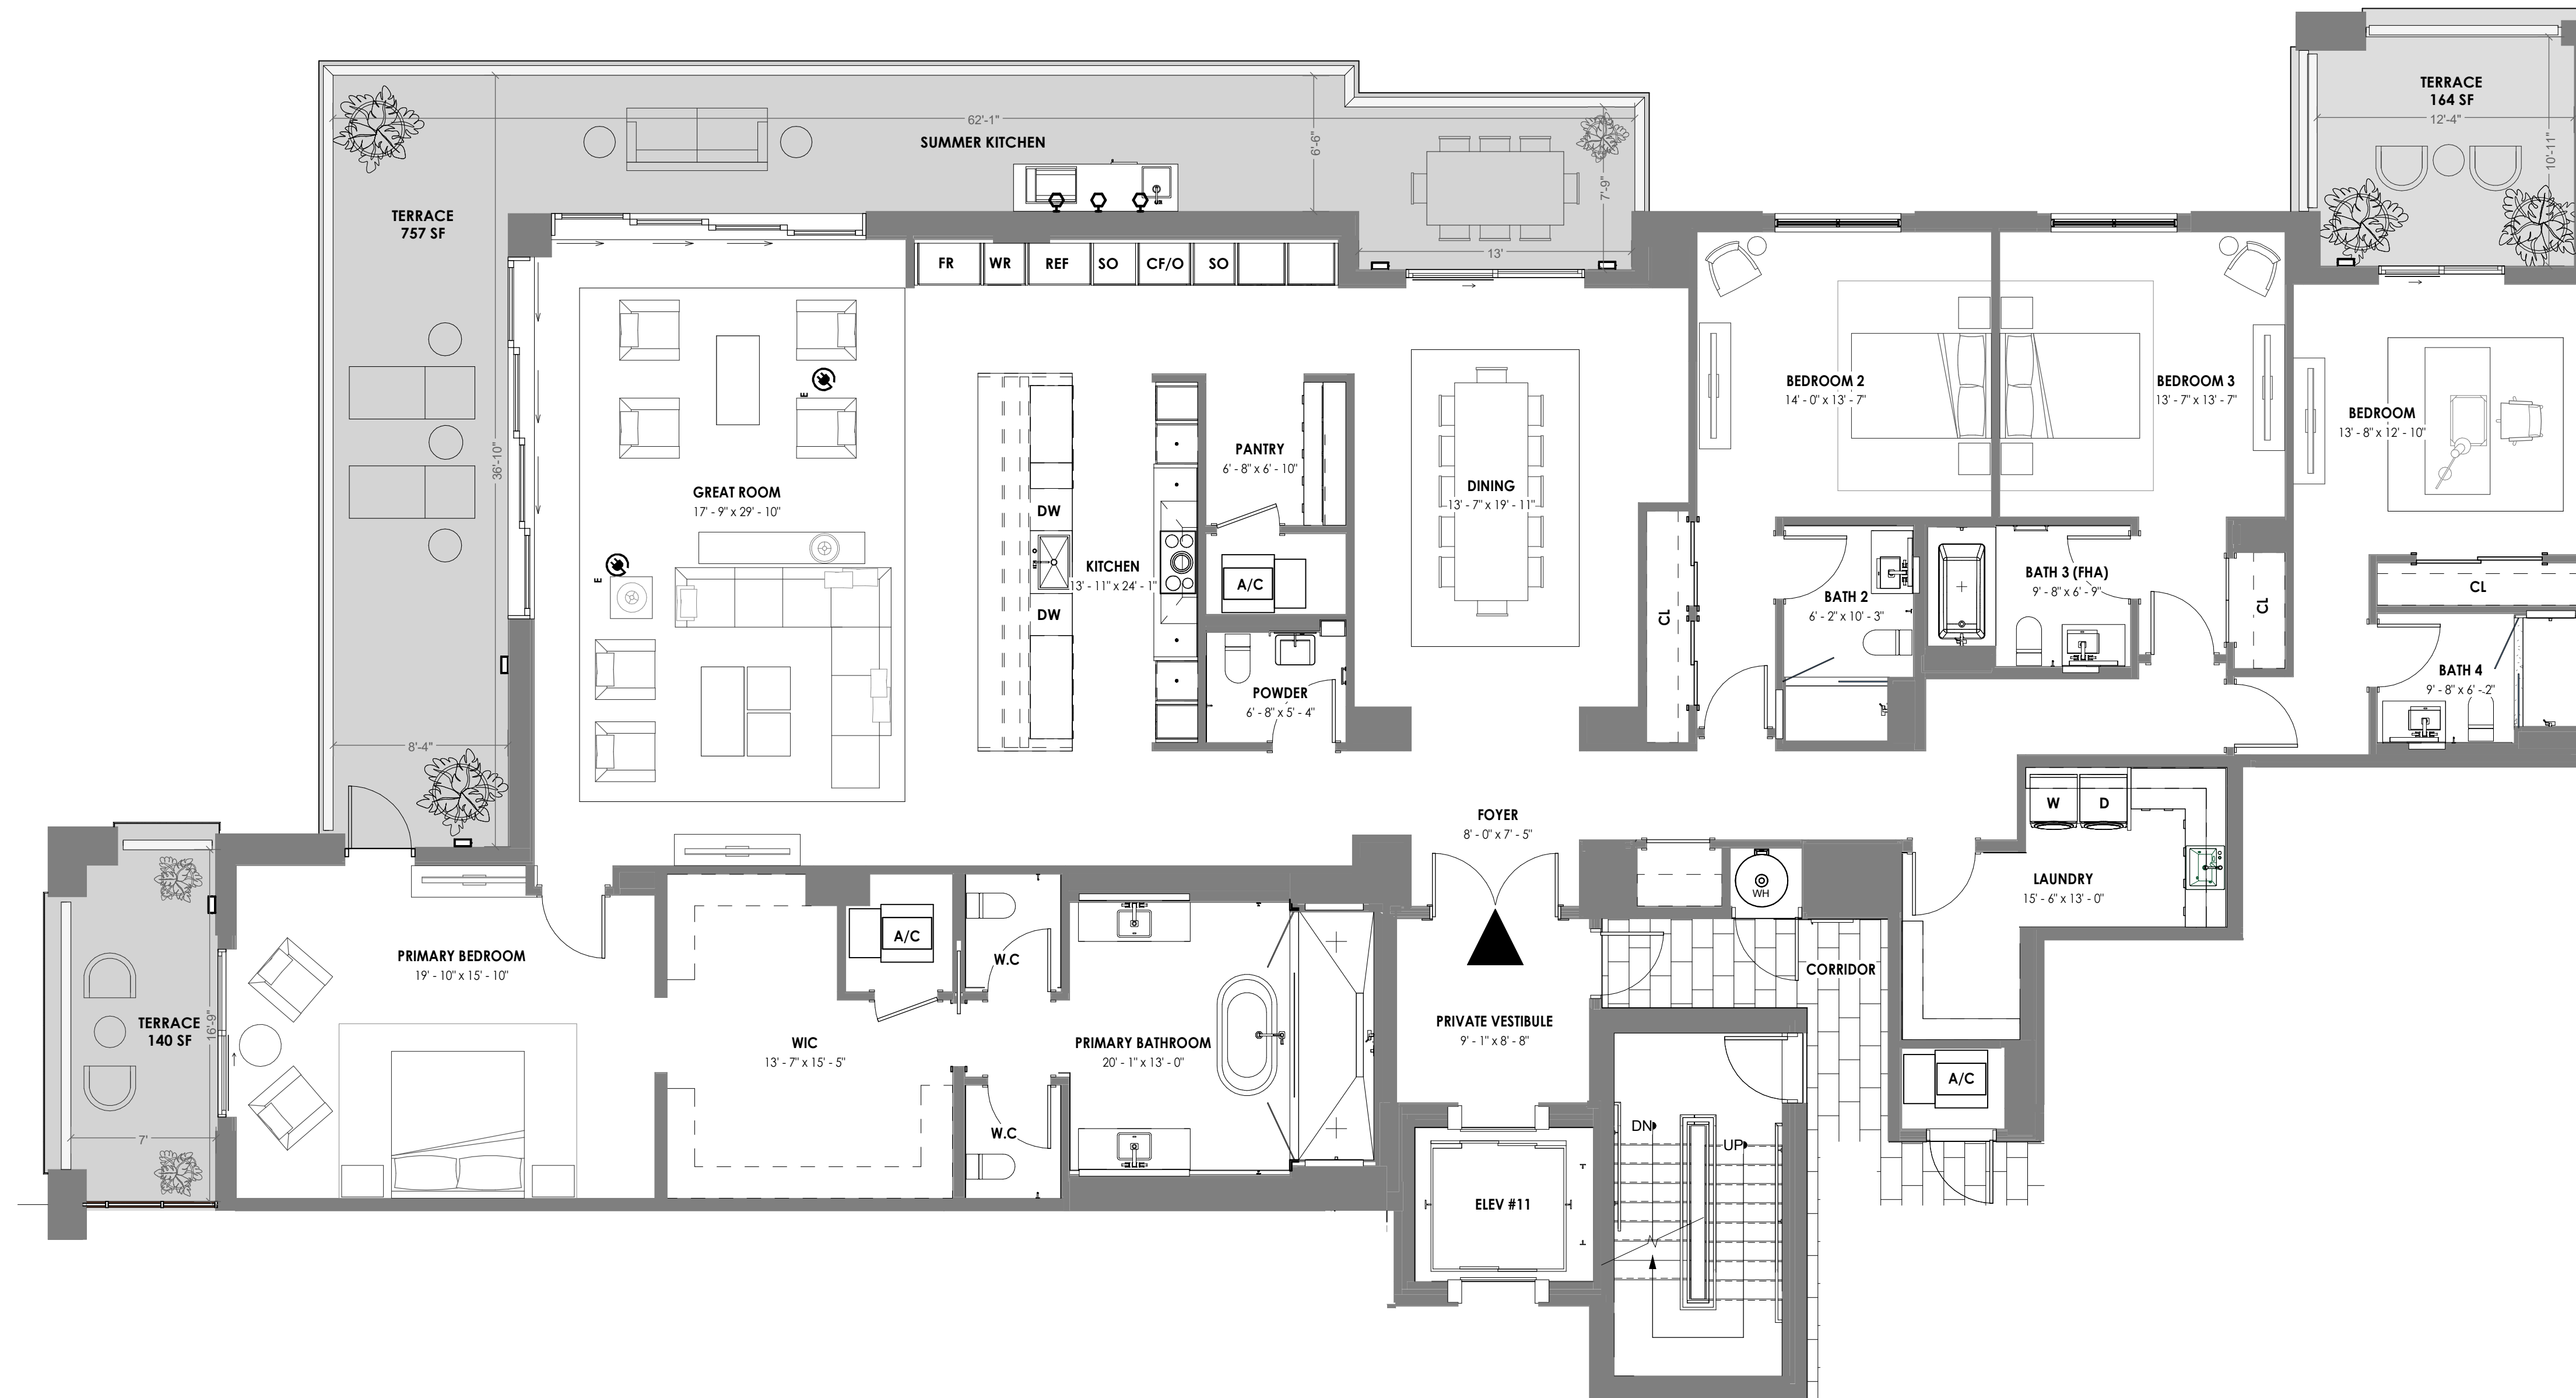 TERRACE
164 SF
12'-4"
10'-11"
62'-1"
SUMMER KITCHEN
6'-6"
7'-9"
13'
TERRACE
757 SF
36'-10"
8'-4"
FR
WR
REF
SO
CF/O
SO
GREAT ROOM
17' - 9" x 29' - 10"
E
E
DW
DW
KITCHEN
13' - 11" x 24' - 1"
PANTRY
6' - 8" x 6' - 10"
A/C
POWDER
6' - 8" x 5' - 4"
DINING
13' - 7" x 19' - 11"
BEDROOM 2
14' - 0" x 13' - 7"
BEDROOM 3
13' - 7" x 13' - 7"
BEDROOM
13' - 8" x 12' - 10"
CL
BATH 2
6' - 2" x 10' - 3"
BATH 3 (FHA)
9' - 8" x 6' - 9"
CL
CL
BATH 4
9' - 8" x 6' - 2"
FOYER
8' - 0" x 7' - 5"
W
D
LAUNDRY
15' - 6" x 13' - 0"
WH
CORRIDOR
A/C
PRIMARY BEDROOM
19' - 10" x 15' - 10"
TERRACE
140 SF
16'-9"
7'
A/C
WIC
13' - 7" x 15' - 5"
W.C
W.C
PRIMARY BATHROOM
20' - 1" x 13' - 0"
PRIVATE VESTIBULE
9' - 1" x 8' - 8"
ELEV #11
DN
UP